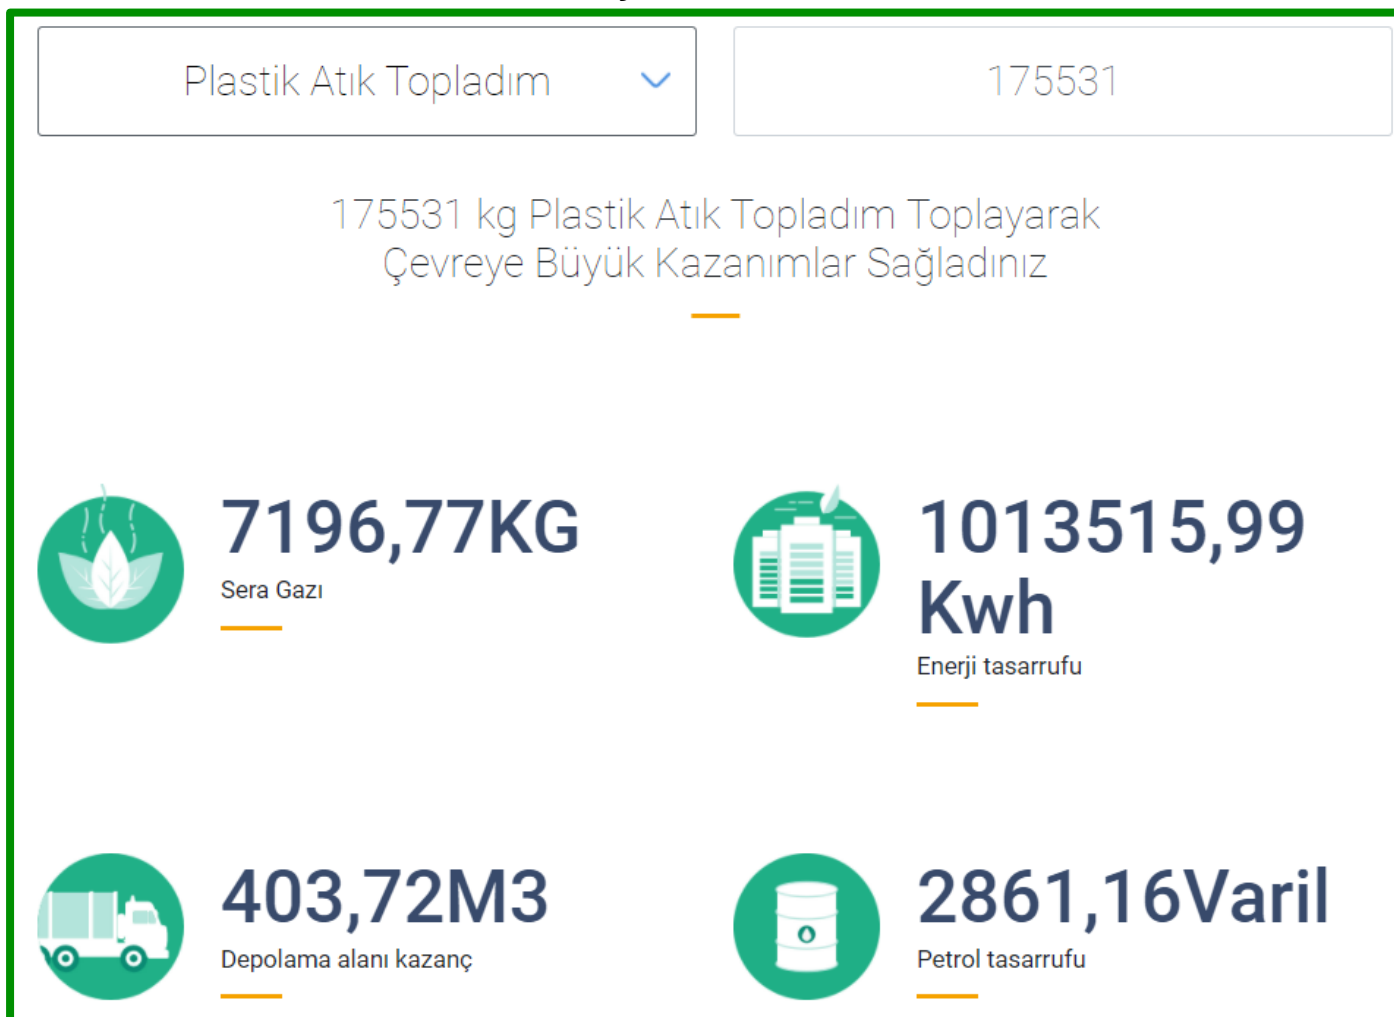 Plastik Atık Topladım
175531
175531 kg Plastik Atık Topladım Toplayarak
Çevreye Büyük Kazanımlar Sağladınız
7196,77KG
Sera Gazı
1013515,99
Kwh
Enerji tasarrufu
403,72M3
Depolama alanı kazanç
2861,16Varil
Petrol tasarrufu